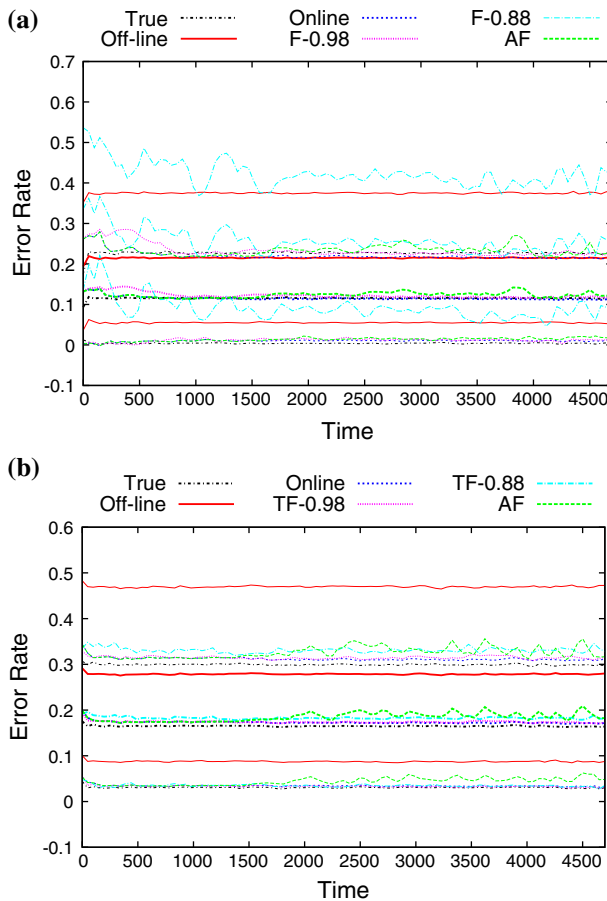 (a)
True Online F-0.88
Off-line F-0.98 AF
0.7
0.6
0.5
0.4
0.3
0.2
0.1
0
-0.1
Error Rate
0 500 1000 1500 2000 2500 3000 3500 4000 4500
Time
(b)
True Online TF-0.88
Off-line TF-0.98 AF
0.6
0.5
0.4
0.3
0.2
0.1
0
-0.1
Error Rate
0 500 1000 1500 2000 2500 3000 3500 4000 4500
Time